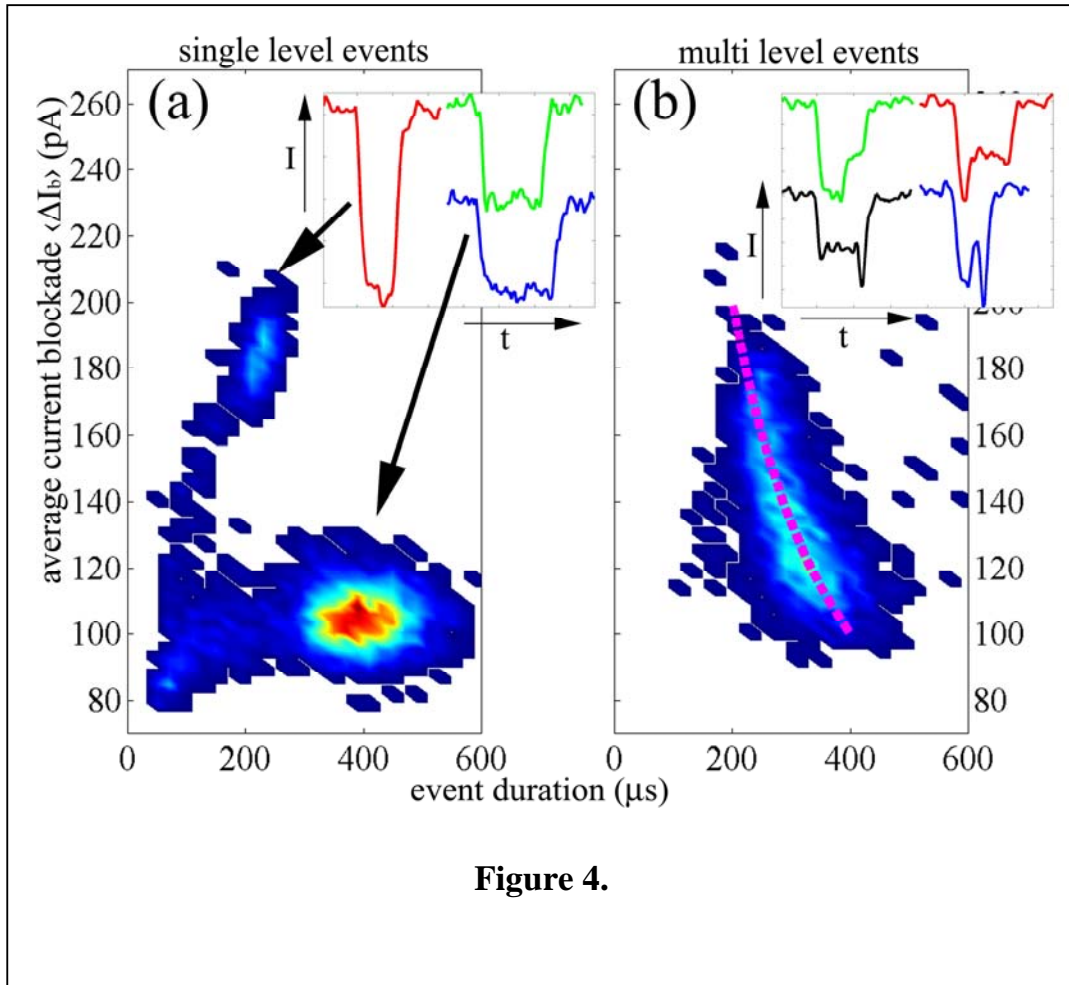 single level events
multi level events
(a)
(b)
I
t
I
t
average current blockade ‹ΔI_b› (pA)
260
240
220
200
180
160
140
120
100
80
0
200
400
600
0
200
400
600
200
180
160
140
120
100
80
event duration (μs)
Figure 4.